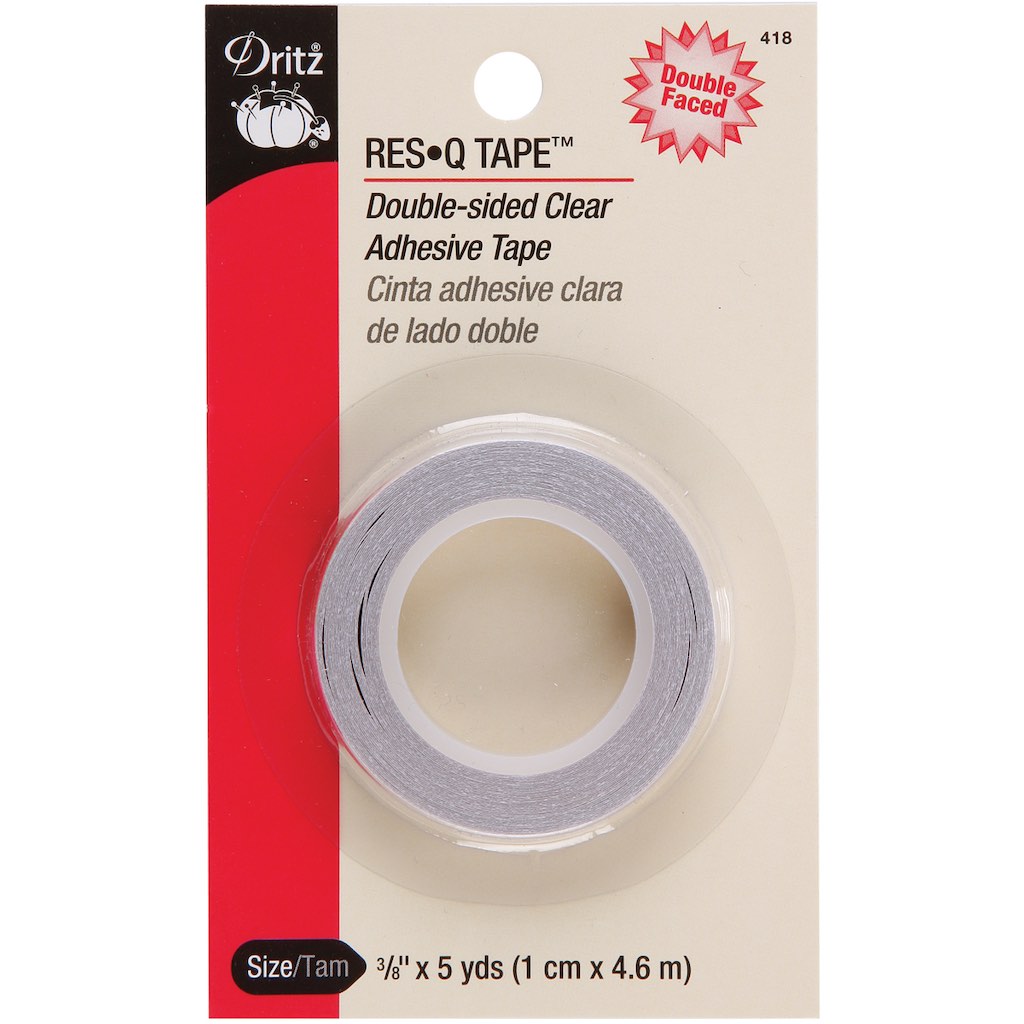 Dritz®
®
418
Double
Faced
RES•Q TAPE™
Double-sided Clear
Adhesive Tape
Cinta adhesive clara
de lado doble
Size/Tam 3/8" x 5 yds (1 cm x 4.6 m)